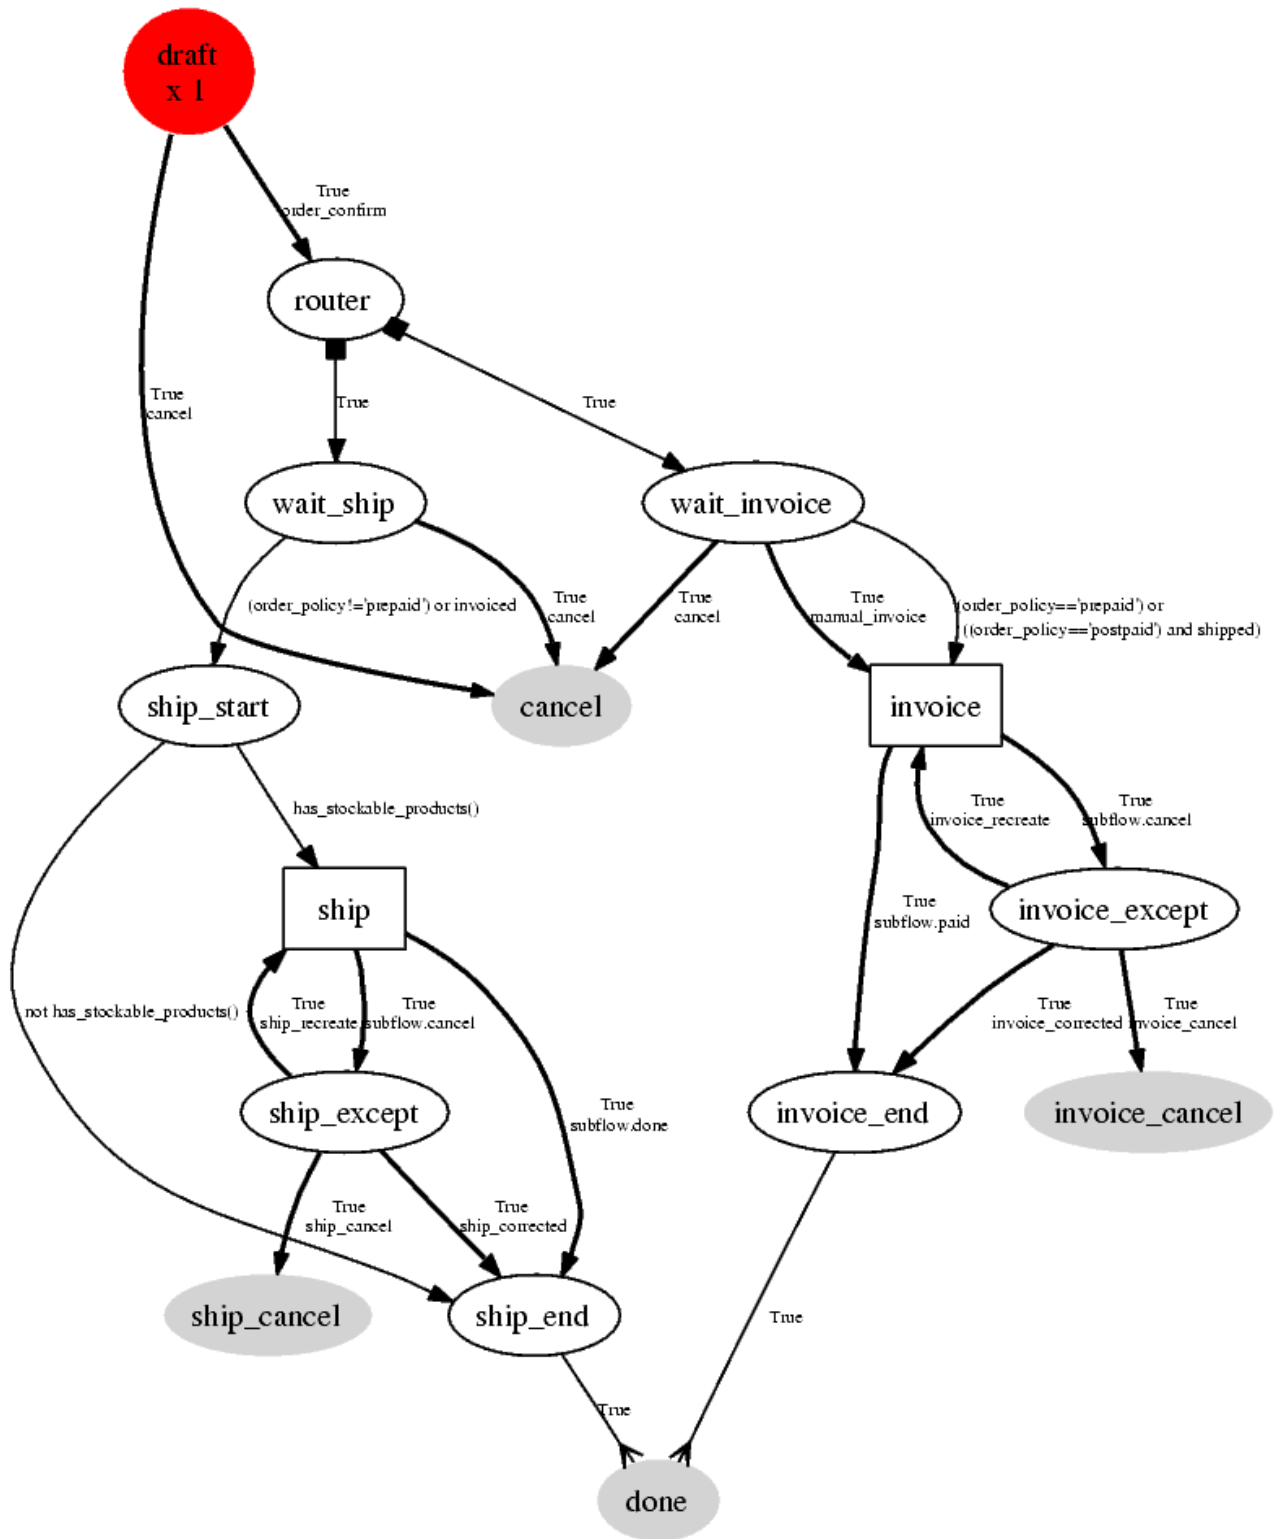 draft
x 1
True
order_confirm
router
True
cancel
True
True
wait_ship
wait_invoice
(order_policy!='prepaid') or invoiced
True
cancel
True
cancel
True
manual_invoice
(order_policy=='prepaid') or
((order_policy=='postpaid') and shipped)
ship_start
cancel
invoice
has_stockable_products()
True
invoice_recreate
True
subflow.cancel
ship
True
subflow.paid
invoice_except
not has_stockable_products()
True
ship_recreate
True
subflow.cancel
True
invoice_corrected
True
invoice_cancel
ship_except
True
subflow.done
invoice_end
invoice_cancel
True
ship_cancel
True
ship_corrected
ship_cancel
ship_end
True
True
done